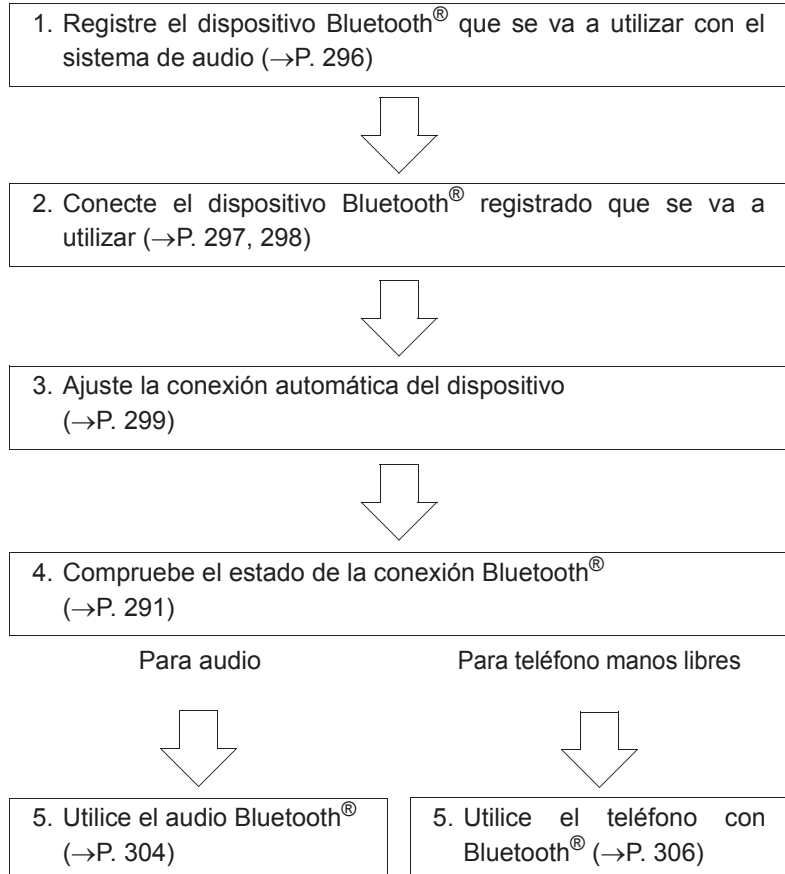 1. Registre el dispositivo Bluetooth® que se va a utilizar con el
sistema de audio (→P. 296)
2. Conecte el dispositivo Bluetooth® registrado que se va a
utilizar (→P. 297, 298)
3. Ajuste la conexión automática del dispositivo
(→P. 299)
4. Compruebe el estado de la conexión Bluetooth®
(→P. 291)
Para audio
Para teléfono manos libres
5. Utilice el audio Bluetooth®
(→P. 304)
5. Utilice el teléfono con
Bluetooth® (→P. 306)